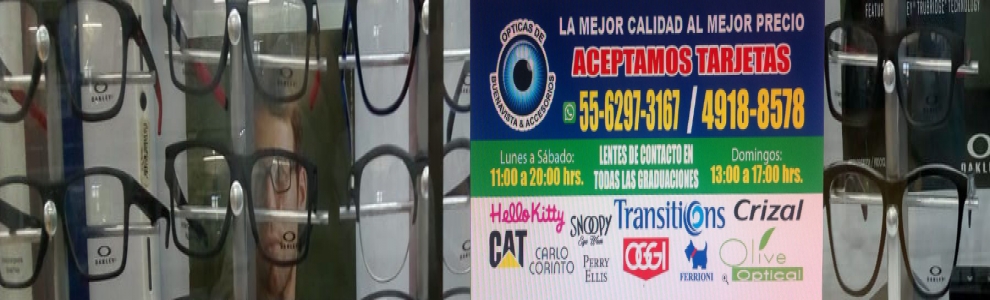 LA MEJOR CALIDAD AL MEJOR PRECIO
OPTICAS DE
BUENAVISTA & ACCESORIOS
ACEPTAMOS TARJETAS
55-6297-3167 / 4918-8578
Lunes a Sábado:
11:00 a 20:00 hrs.
LENTES DE CONTACTO EN
TODAS LAS GRADUACIONES
Domingos:
13:00 a 17:00 hrs.
Hello Kitty
SNOOPY
Eye Wear
Transitions
Crizal
CAT
CARLO
CORINTO
PERRY
ELLIS
OGGI
FERRIONI
Olive
Optical
OAKLEY
OAKLEY
OAKLEY
OAKLEY
OAKLEY